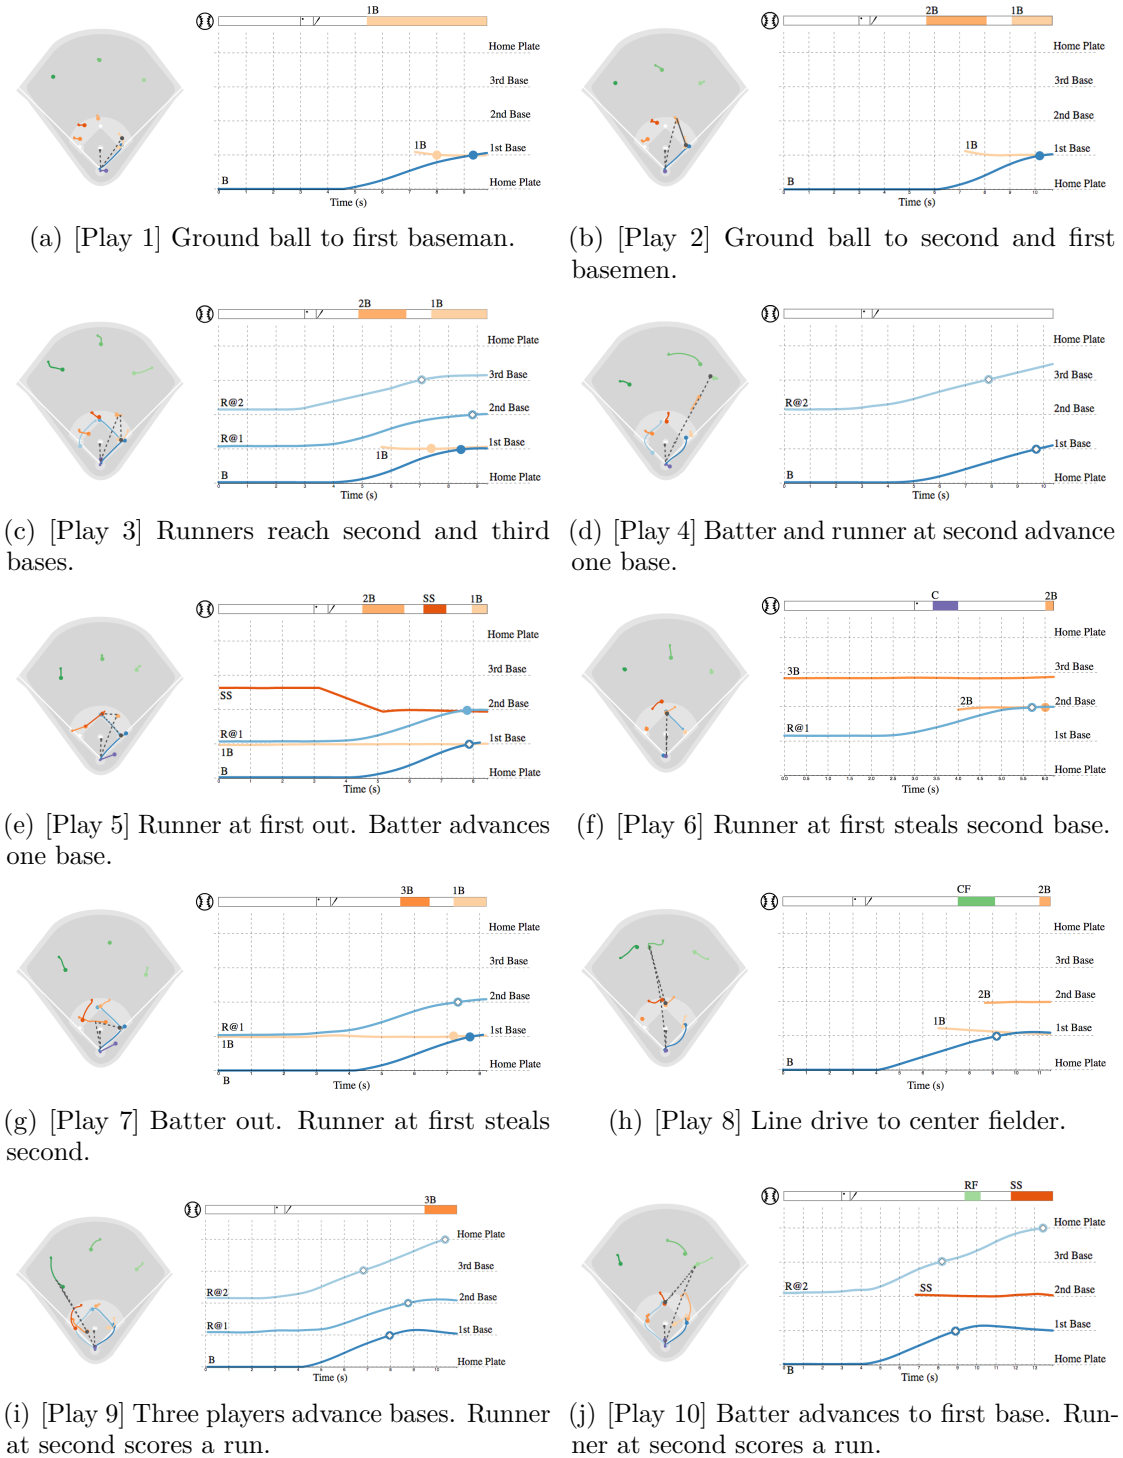 1B
Home Plate
3rd Base
2nd Base
1B
1st Base
B
Home Plate
Time (s)
(a) [Play 1] Ground ball to first baseman.
2B 1B
Home Plate
3rd Base
2nd Base
1B
1st Base
B
Home Plate
Time (s)
(b) [Play 2] Ground ball to second and first
basemen.
2B 1B
Home Plate
3rd Base
R@2
2nd Base
R@1
1st Base
1B
B
Home Plate
Time (s)
(c) [Play 3] Runners reach second and third
bases.
Home Plate
3rd Base
R@2
2nd Base
1st Base
B
Home Plate
Time (s)
(d) [Play 4] Batter and runner at second advance
one base.
2B SS 1B
Home Plate
3rd Base
SS
2nd Base
R@1
1st Base
1B
B
Home Plate
Time (s)
(e) [Play 5] Runner at first out. Batter advances
one base.
C 2B
Home Plate
3B
3rd Base
2B
2nd Base
R@1
1st Base
Home Plate
Time (s)
(f) [Play 6] Runner at first steals second base.
3B 1B
Home Plate
3rd Base
2nd Base
R@1
1st Base
1B
Home Plate
B
Time (s)
(g) [Play 7] Batter out. Runner at first steals
second.
CF 2B
Home Plate
3rd Base
2B
2nd Base
1B
1st Base
B
Home Plate
Time (s)
(h) [Play 8] Line drive to center fielder.
3B
Home Plate
3rd Base
R@2
2nd Base
R@1
1st Base
B
Home Plate
Time (s)
(i) [Play 9] Three players advance bases. Runner
at second scores a run.
RF SS
Home Plate
3rd Base
R@2
SS
2nd Base
1st Base
Home Plate
B
Time (s)
(j) [Play 10] Batter advances to first base. Run-
ner at second scores a run.